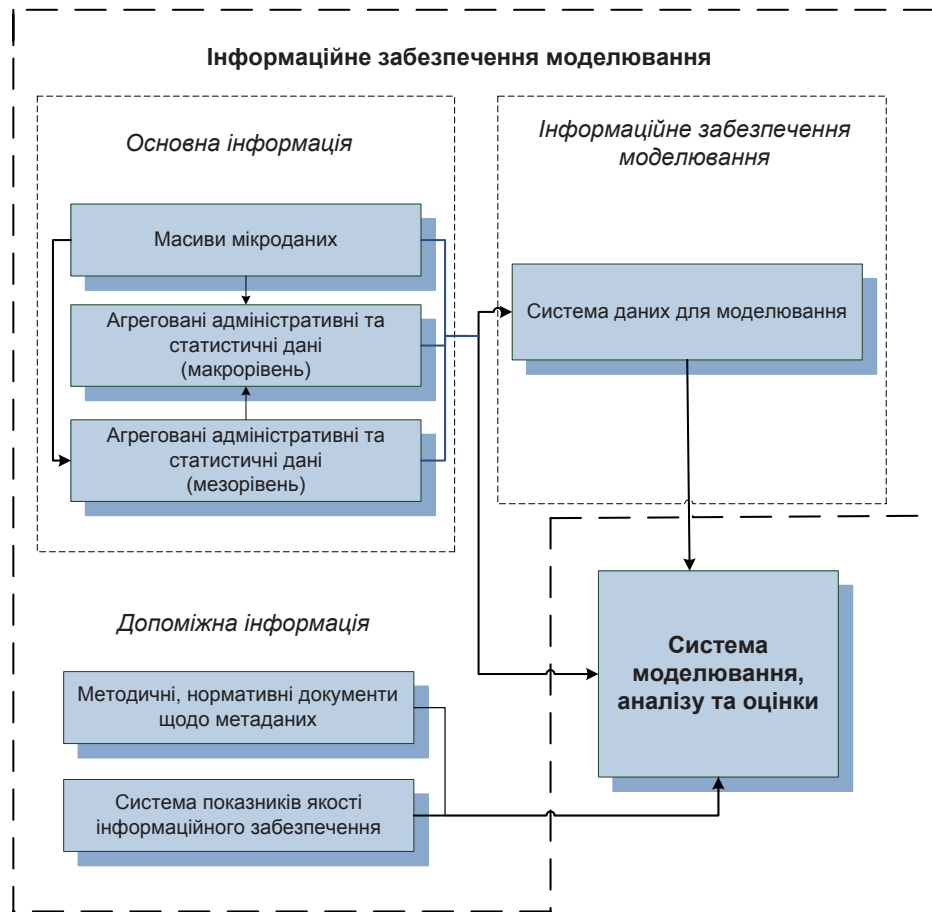 Інформаційне забезпечення моделювання
Основна інформація
Масиви мікроданих
Агреговані адміністративні та
статистичні дані
(макрорівень)
Агреговані адміністративні та
статистичні дані
(мезорівень)
Інформаційне забезпечення
моделювання
Система даних для моделювання
Допоміжна інформація
Методичні, нормативні документи
щодо метаданих
Система показників якості
інформаційного забезпечення
Система
моделювання,
аналізу та оцінки